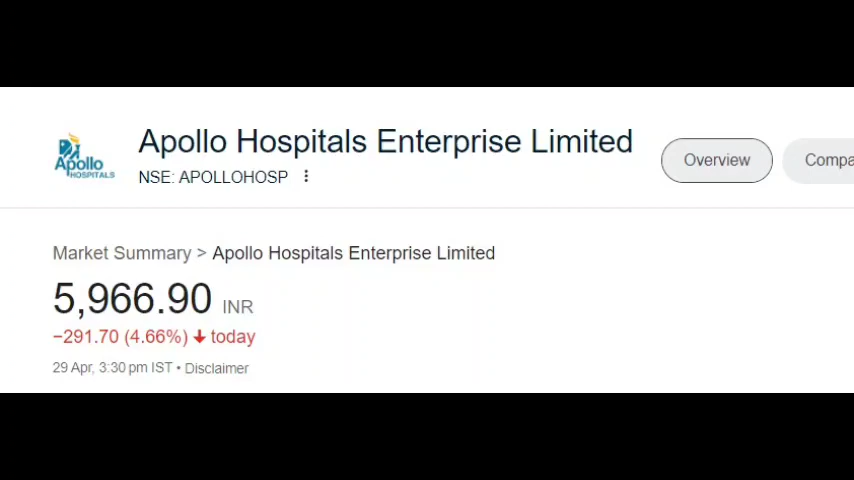 Apollo Hospitals Enterprise Limited
Apollo
HOSPITALS
NSE: APOLLOHOSP
Overview
Compa
Market Summary > Apollo Hospitals Enterprise Limited
5,966.90 INR
−291.70 (4.66%) ↓ today
29 Apr, 3:30 pm IST • Disclaimer